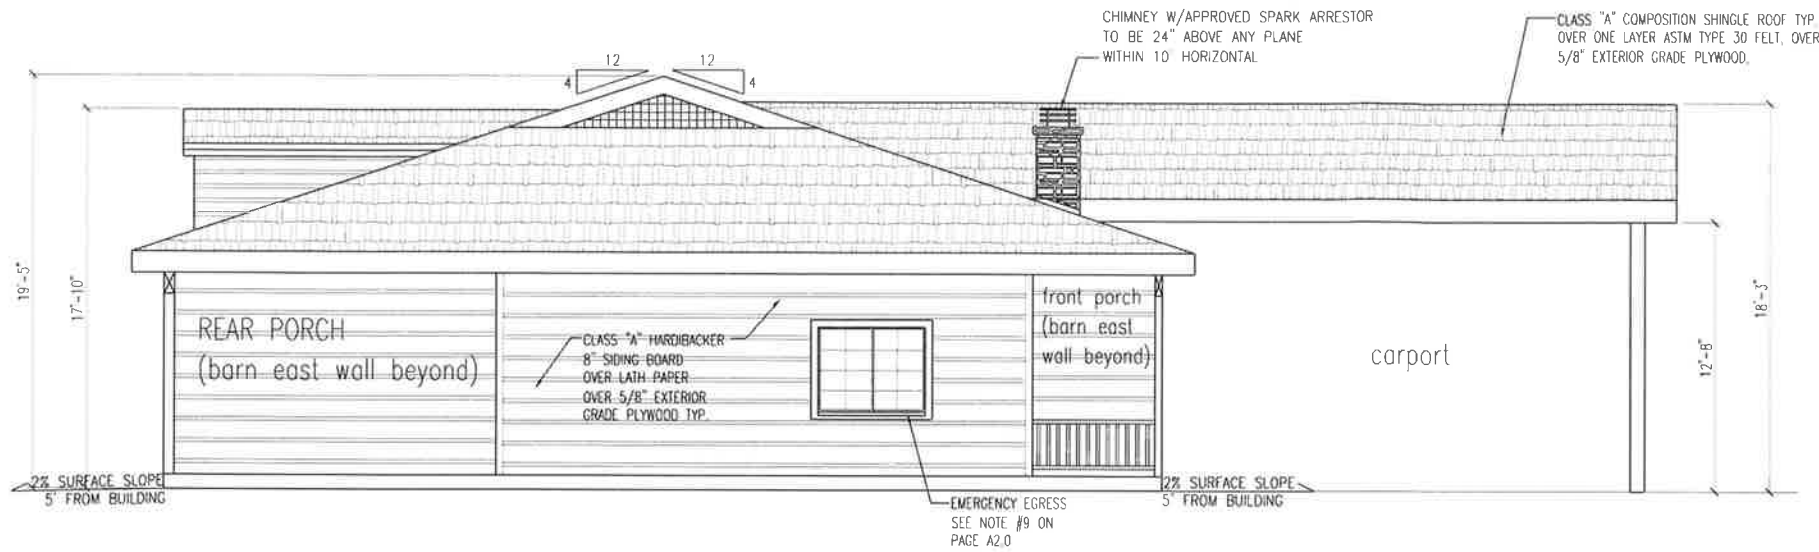 CHIMNEY W/APPROVED SPARK ARRESTOR
TO BE 24" ABOVE ANY PLANE
WITHIN 10 HORIZONTAL
CLASS "A" COMPOSITION SHINGLE ROOF TYP.
OVER ONE LAYER ASTM TYPE 30 FELT, OVER
5/8" EXTERIOR GRADE PLYWOOD.
12
4
12
4
19'-5"
17'-10"
18'-3"
12'-8"
REAR PORCH
(barn east wall beyond)
CLASS "A" HARDIBACKER
8" SIDING BOARD
OVER LATH PAPER
OVER 5/8" EXTERIOR
GRADE PLYWOOD TYP.
front porch
(barn east
wall beyond)
carport
2% SURFACE SLOPE
5' FROM BUILDING
EMERGENCY EGRESS
SEE NOTE #9 ON
PAGE A2.0
2% SURFACE SLOPE
5' FROM BUILDING